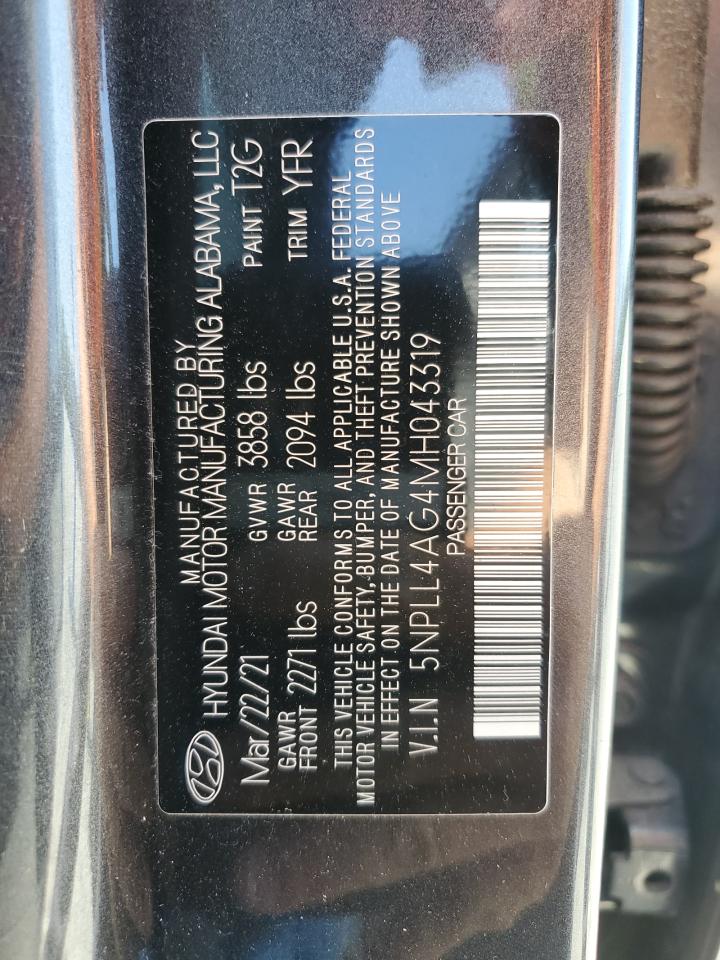 MANUFACTURED BY
HYUNDAI MOTOR MANUFACTURING ALABAMA, LLC
Mar/22/21 GVWR 3858 lbs PAINT T2G
GAWR FRONT 2271 lbs GAWR REAR 2094 lbs TRIM YFR
THIS VEHICLE CONFORMS TO ALL APPLICABLE U.S.A. FEDERAL
MOTOR VEHICLE SAFETY, BUMPER, AND THEFT PREVENTION STANDARDS
IN EFFECT ON THE DATE OF MANUFACTURE SHOWN ABOVE
V.I.N 5NPLL4AG4MH043319
PASSENGER CAR